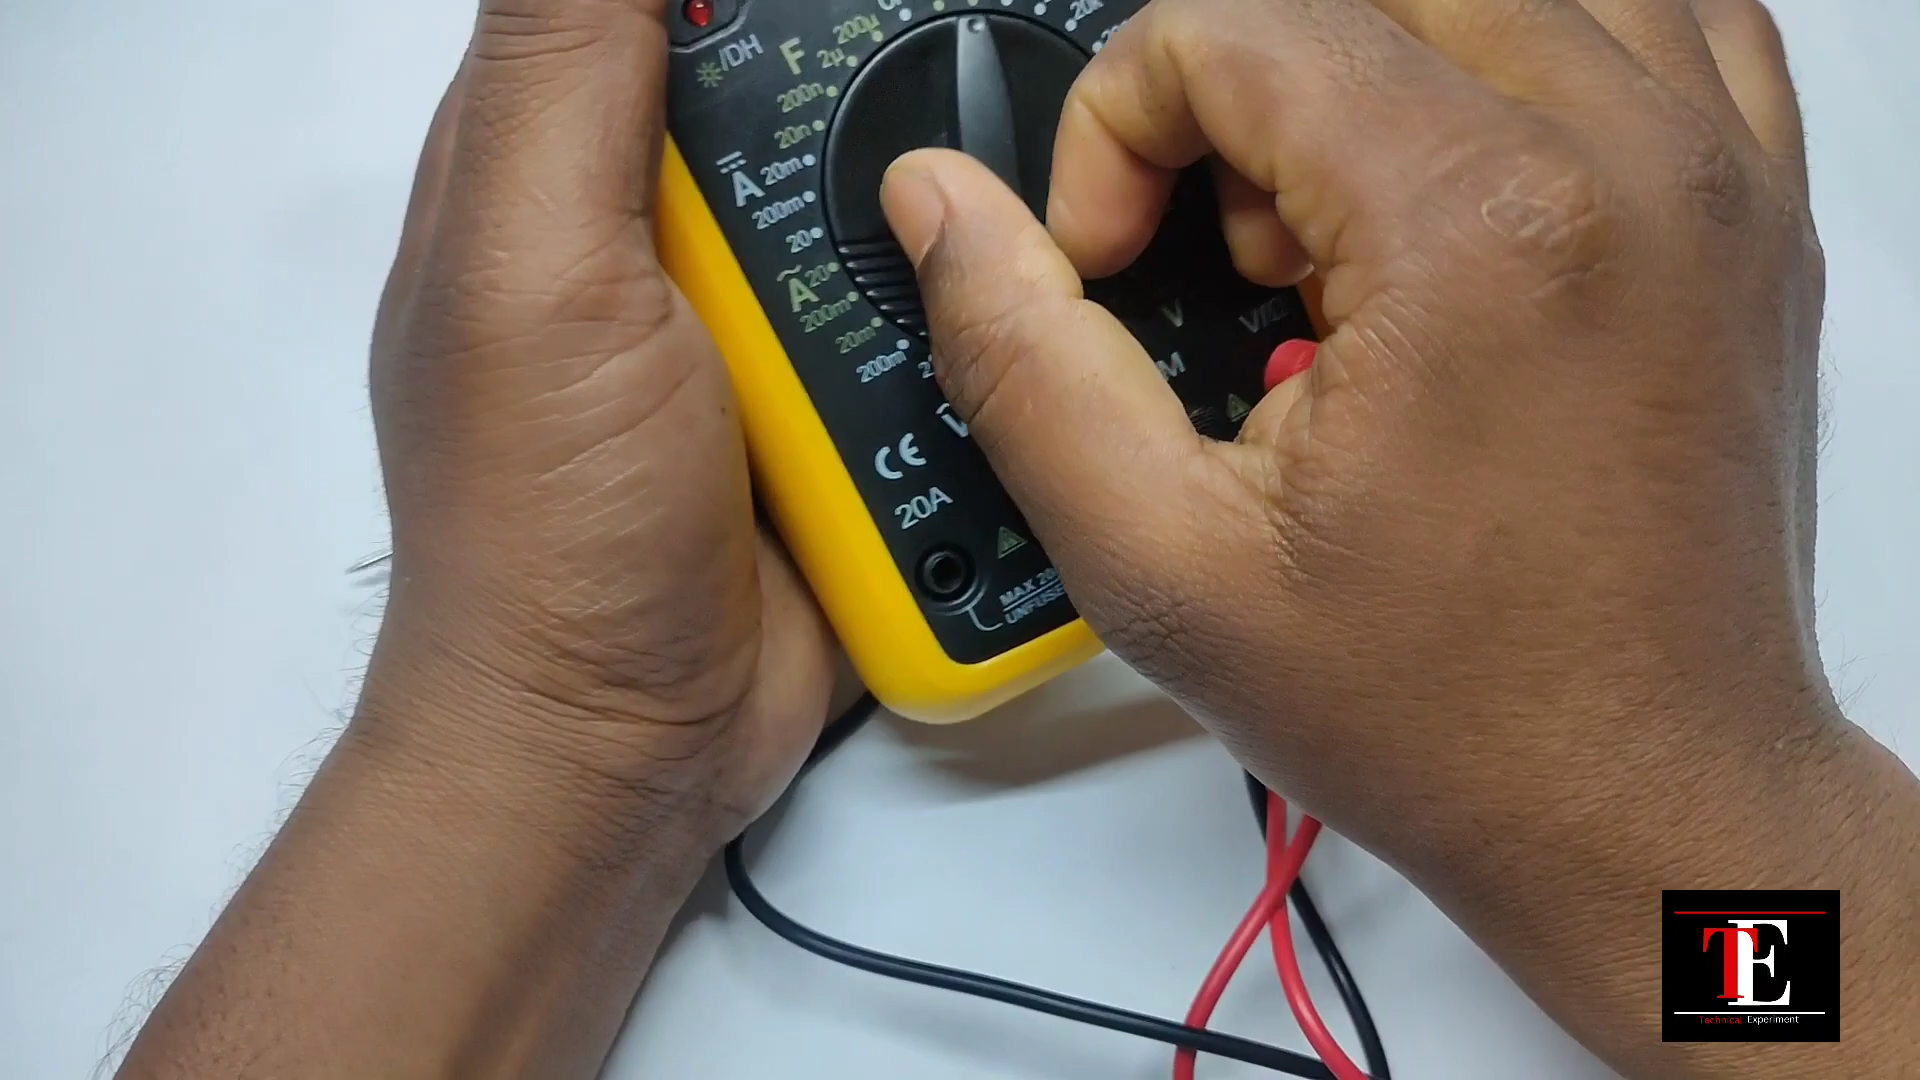 ☼/DH
F
200µ
2µ
200n
20n
A
20m
200m
20
A
20
200m
20m
200m
V
V
M
20k
CE
20A
MAX 20
UNFUSE
TE
Technical Experiment